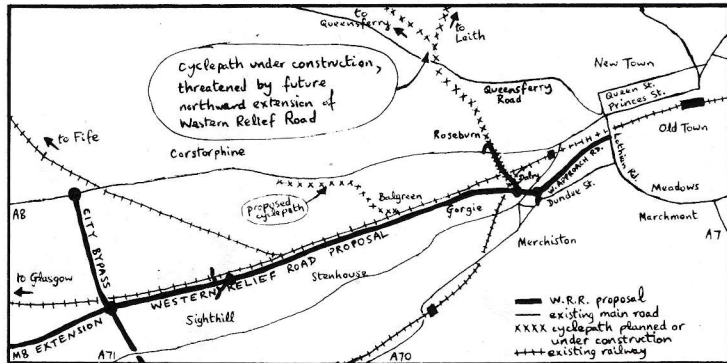 to
Queensferry
to
Leith
cyclepath under construction,
threatened by future
northward extension of
Western Relief Road
New Town
Queen St.
Princes St.
Queensferry
Road
to Fife
Roseburn
Old Town
Corstorphine
Dalry
W. APPROACH RD.
Lothian Rd.
proposed
cyclepath
Balgreen
Gorgie
Dundee St.
Meadows
A8
CITY BYPASS
Merchiston
Marchmont
A7
to Glasgow
WESTERN RELIEF ROAD PROPOSAL
Stenhouse
Sighthill
M8 EXTENSION
A71
A70
W.R.R. proposal
existing main road
xxxxx cyclepath planned or
under construction
existing railway